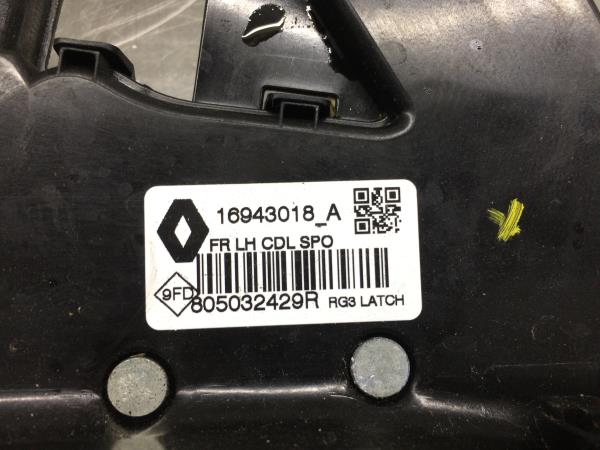 16943018_A
FR LH CDL SPO
9FD
805032429R RG3 LATCH